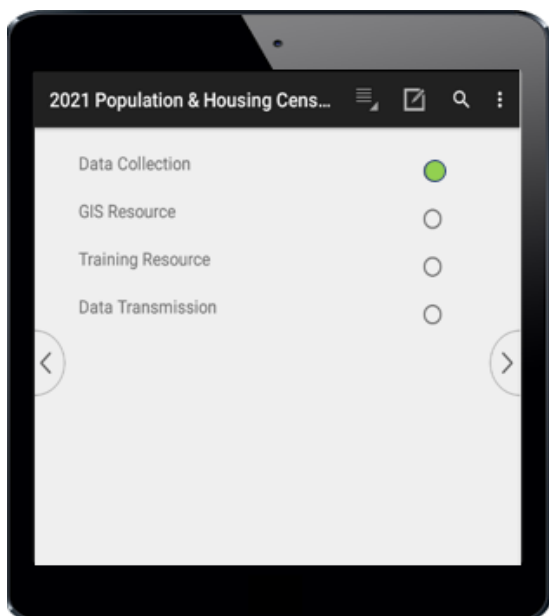 2021 Population & Housing Cens...
Data Collection
GIS Resource
Training Resource
Data Transmission